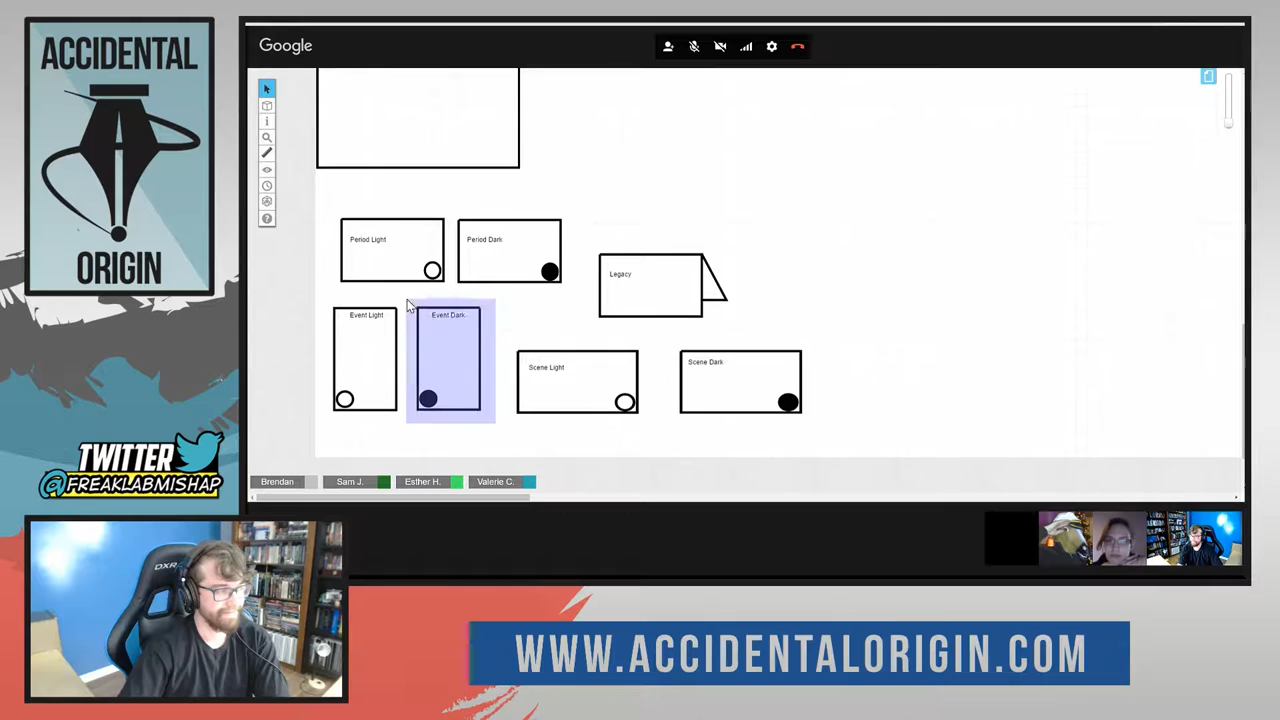 ACCIDENTAL
ORIGIN
Google
Period Light
Period Dark
Legacy
Event Light
Event Dark
Scene Light
Scene Dark
Brendan
Sam J.
Esther H.
Valerie C.
TWITTER
@FREAKLABMISHAP
DXR
WWW.ACCIDENTALORIGIN.COM